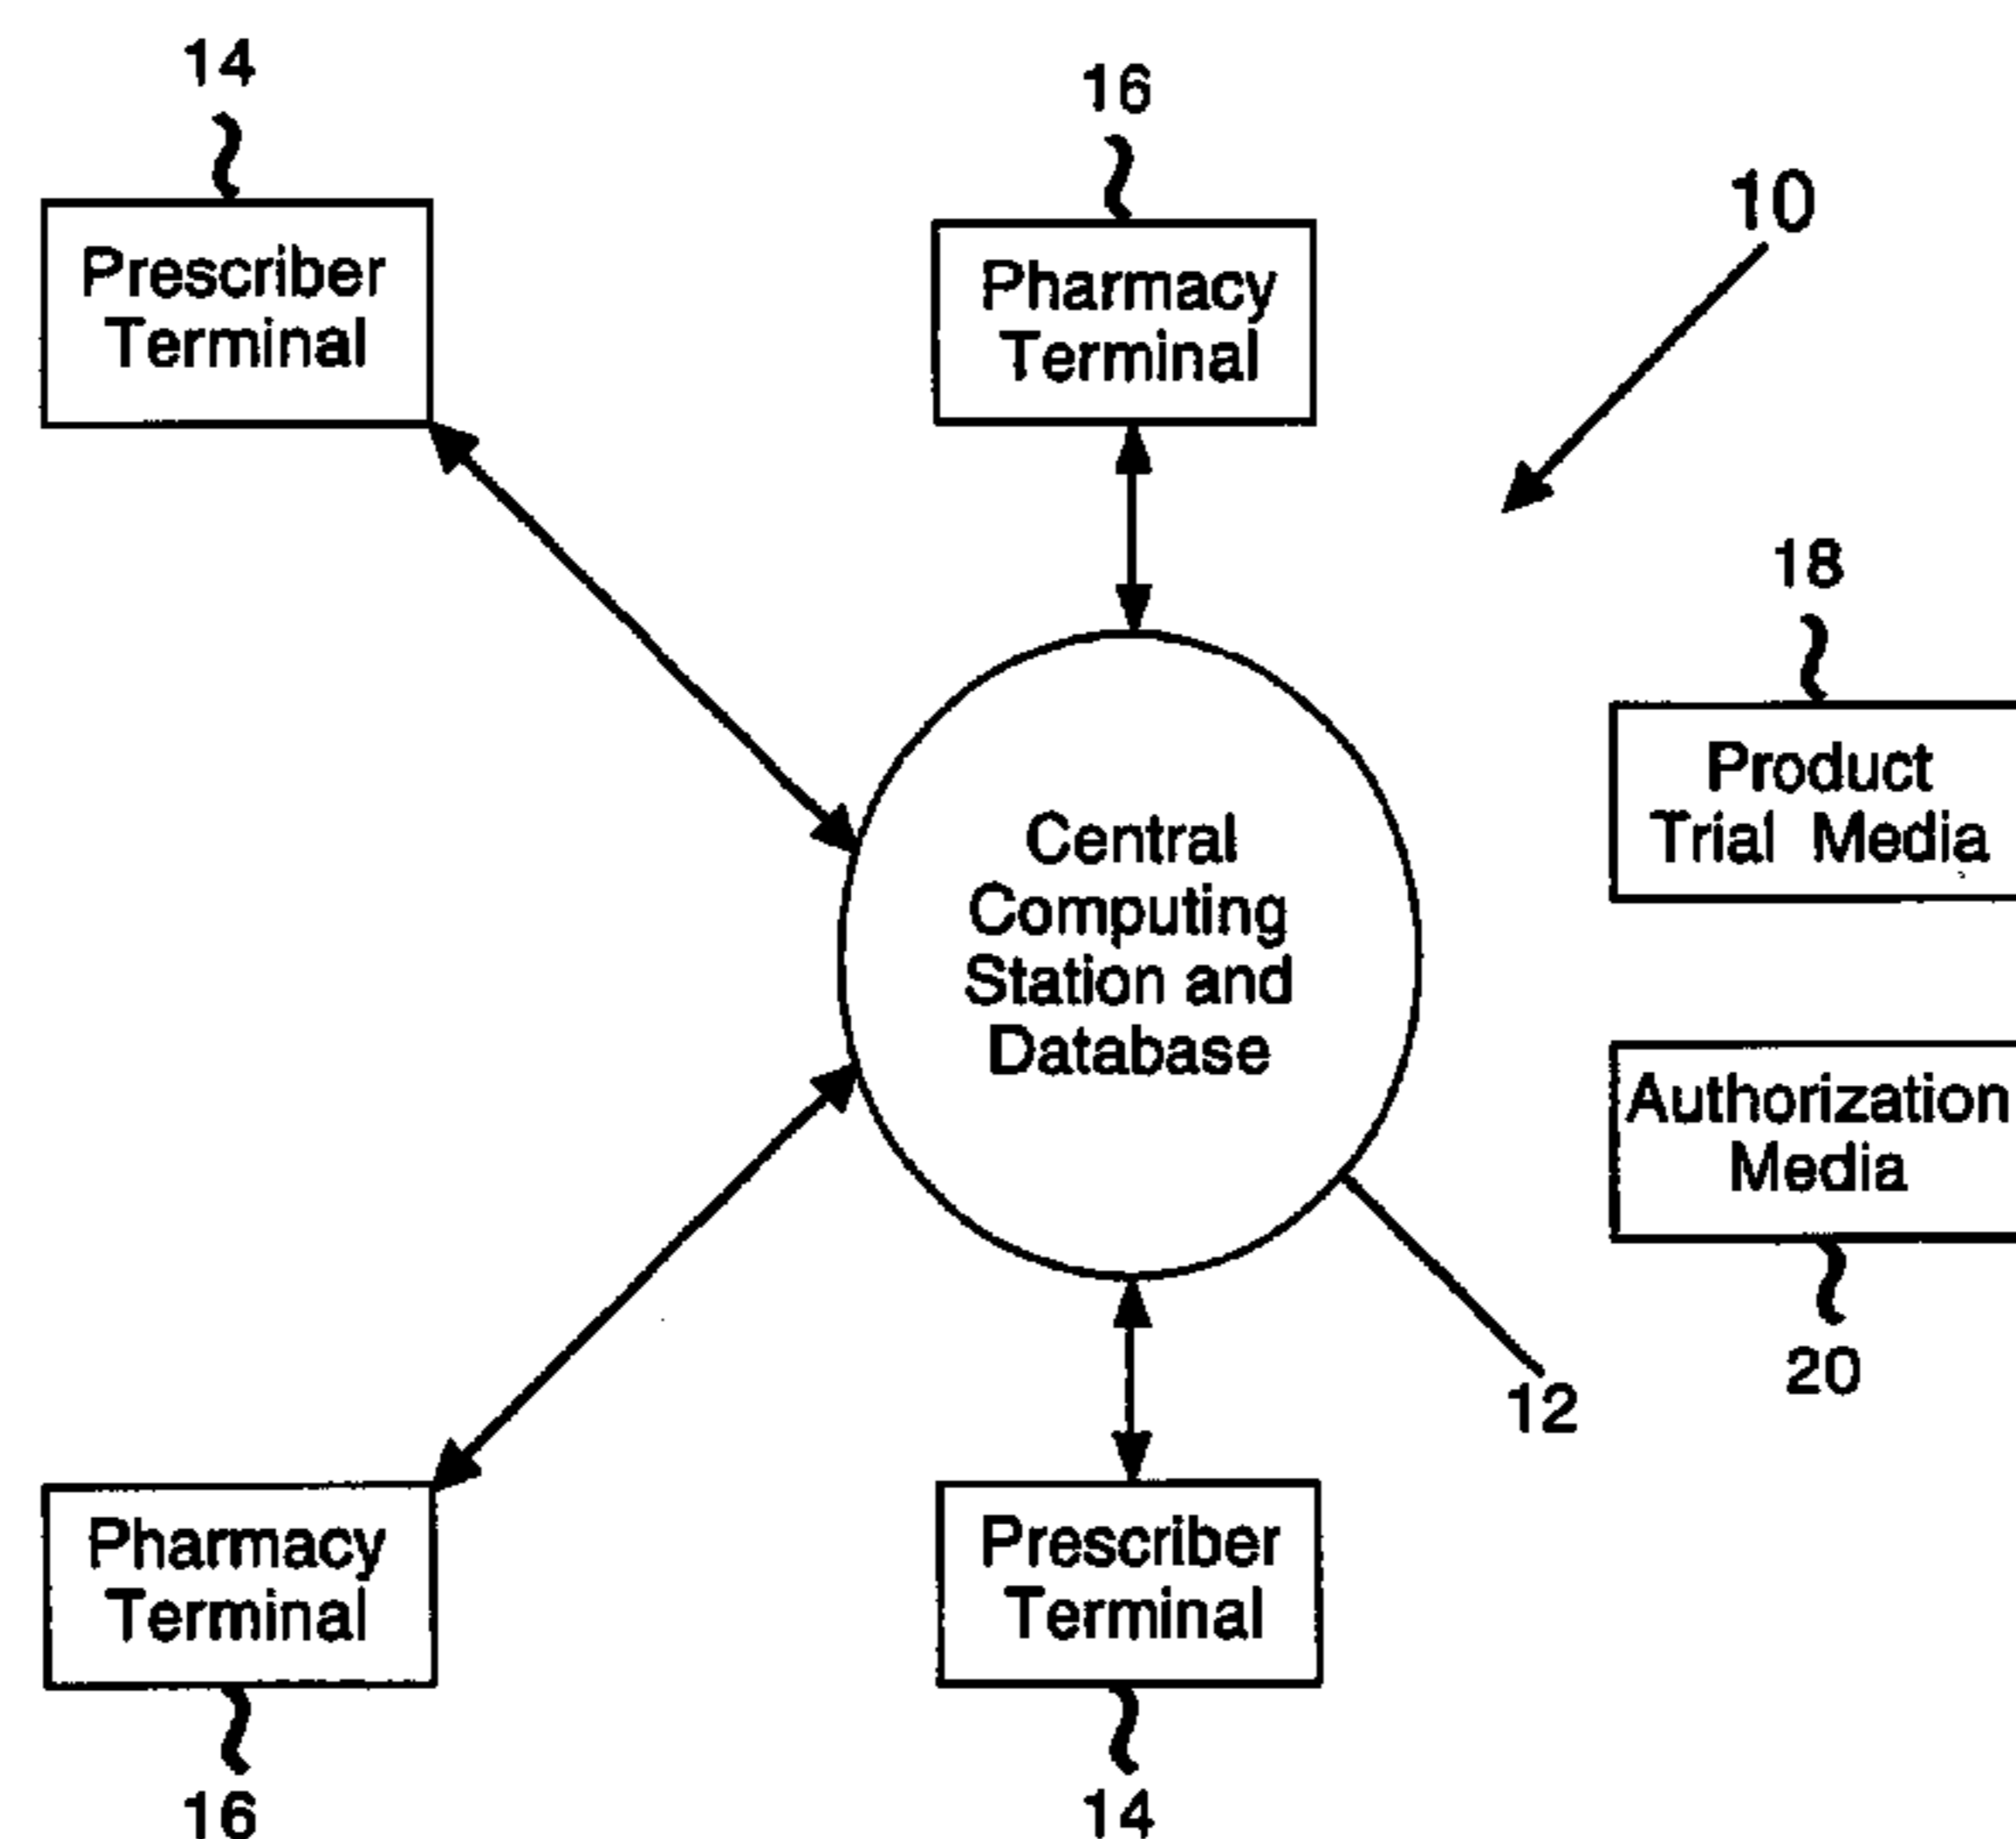 14
16
10
Prescriber
Terminal
Pharmacy
Terminal
18
Product
Trial Media
Central
Computing
Station and
Database
Authorization
Media
20
12
Pharmacy
Terminal
Prescriber
Terminal
16
14